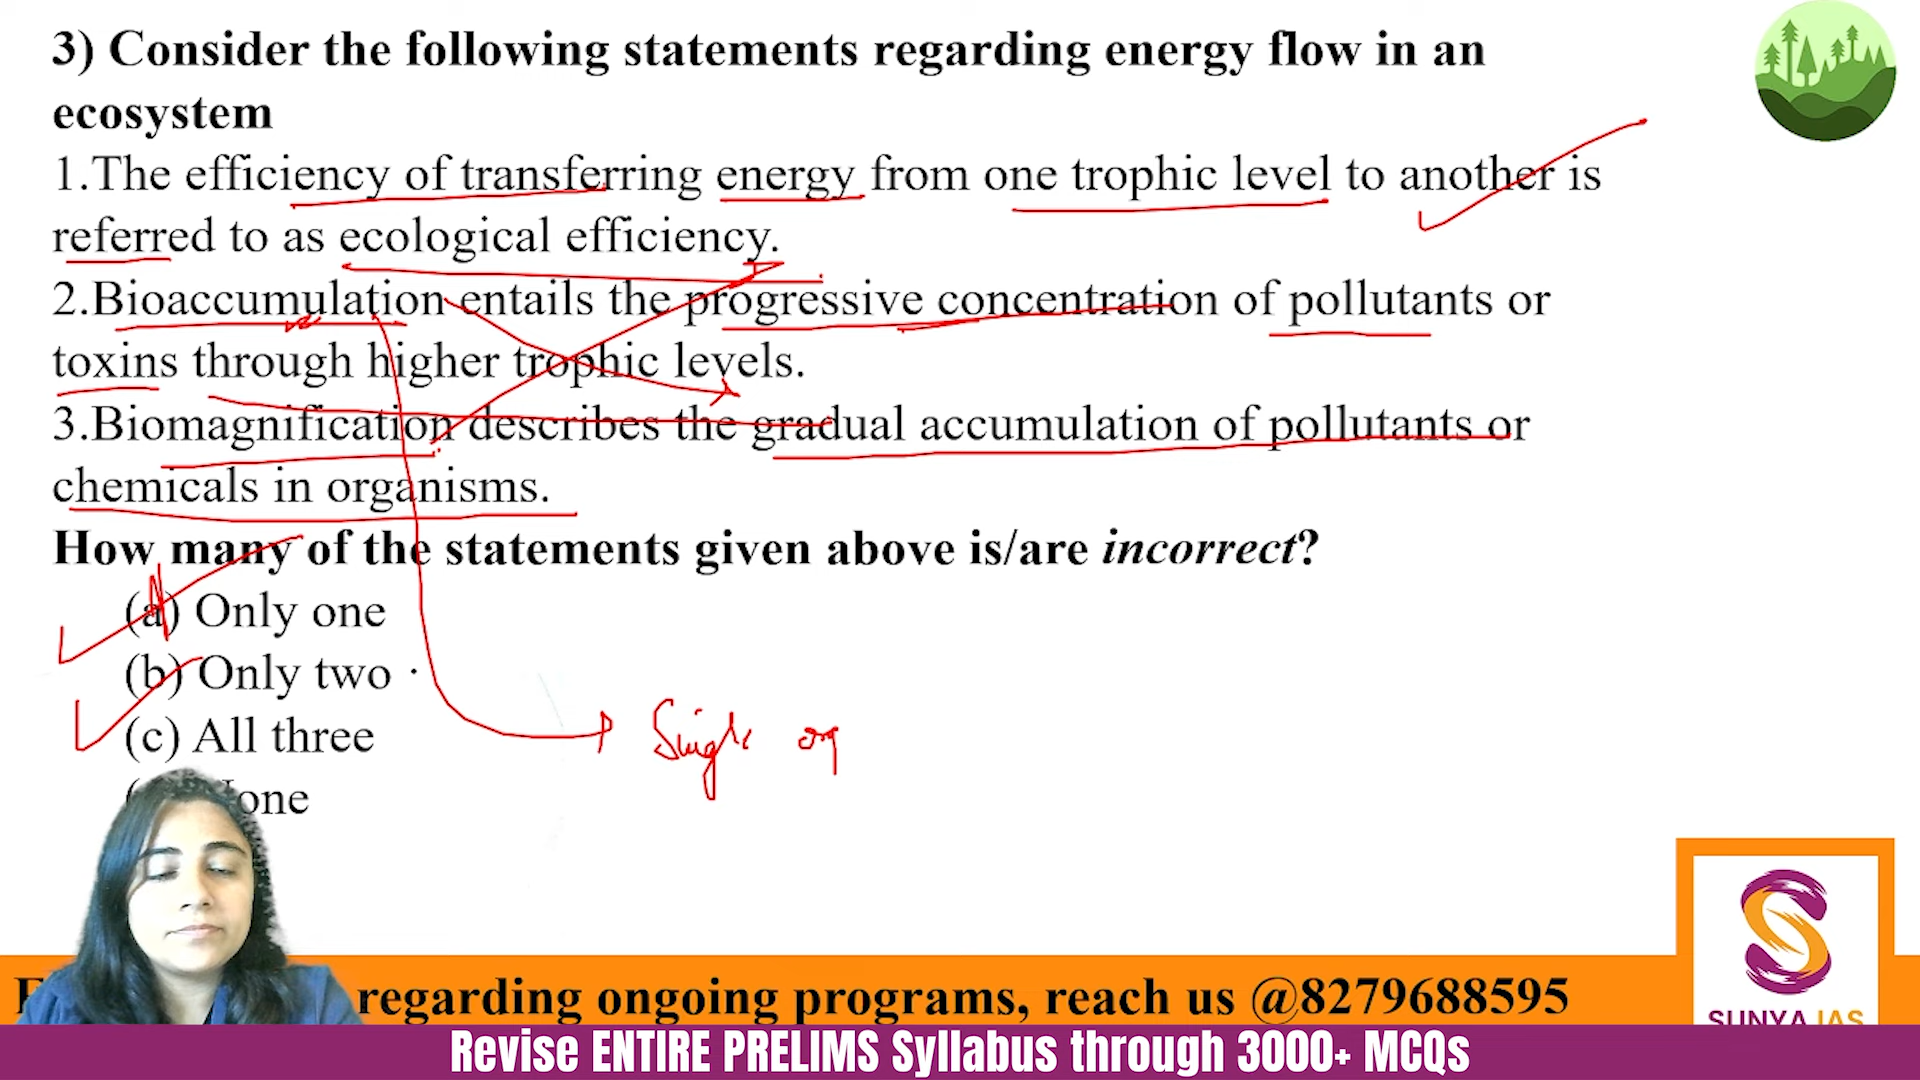 3) Consider the following statements regarding energy flow in an
ecosystem
1.The efficiency of transferring energy from one trophic level to another is
referred to as ecological efficiency.
2.Bioaccumulation entails the progressive concentration of pollutants or
toxins through higher trophic levels.
3.Biomagnification describes the gradual accumulation of pollutants or
chemicals in organisms.
How many of the statements given above is/are incorrect?
(a) Only one
(b) Only two
(c) All three
Single org
regarding ongoing programs, reach us @8279688595
SUNYA IAS
Revise ENTIRE PRELIMS Syllabus through 3000+ MCQs